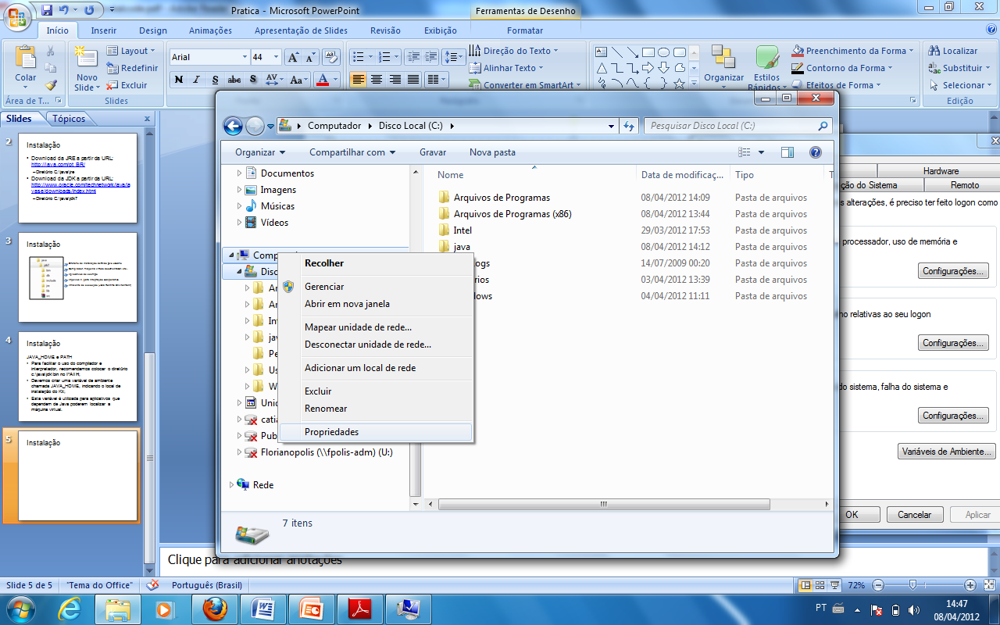 Pratica - Microsoft PowerPoint
Ferramentas de Desenho
Início Inserir Design Animações Apresentação de Slides Revisão Exibição Formatar
Colar
Área de T...
Novo Slide
Layout
Redefinir
Excluir
Slides
Arial 44
N I S abc S AV Aa A
Direção do Texto
Alinhar Texto
Converter em SmartArt
Organizar
Estilos Rápidos
Preenchimento da Forma
Contorno da Forma
Efeitos de Forma
Localizar
Substituir
Selecionar
Edição
Slides Tópicos x
2
Instalação
• Download da JRE a partir da URL:
http://java.com/pt_BR/
– Diretório C:\java\jre
• Download da JDK a partir da URL:
http://www.oracle.com/technetwork/java/javase/downloads/index.html
– Diretório C:\java\jdk7
3
Instalação
4
Instalação
JAVA_HOME e PATH
• Para facilitar o uso do compilador e
interpretador, recomendamos colocar o diretório
c:\java\jdk\bin no PATH;
• Devemos criar uma variável de ambiente
chamada JAVA_HOME, indicando o local de
instalação do Kit;
• Esta variável é utilizada para aplicativos que
dependem de Java poderem localizar a
máquina virtual.
5
Instalação
Computador Disco Local (C:)
Pesquisar Disco Local (C:)
Organizar Compartilhar com Gravar Nova pasta
Documentos
Imagens
Músicas
Vídeos
Comp
Disc
Ar
Ar
Int
jav
Pe
Us
W
Unic
catia
Pub
Florianopolis (\\fpolis-adm) (U:)
Rede
Nome Data de modificaç... Tipo T
Arquivos de Programas 08/04/2012 14:09 Pasta de arquivos
Arquivos de Programas (x86) 08/04/2012 13:44 Pasta de arquivos
Intel 29/03/2012 17:53 Pasta de arquivos
java 08/04/2012 14:12 Pasta de arquivos
ogs 14/07/2009 00:20 Pasta de arquivos
rios 03/04/2012 13:39 Pasta de arquivos
dows 04/04/2012 11:11 Pasta de arquivos
Recolher
Gerenciar
Abrir em nova janela
Mapear unidade de rede...
Desconectar unidade de rede...
Adicionar um local de rede
Excluir
Renomear
Propriedades
7 itens
Hardware
ção do Sistema Remoto
s alterações, é preciso ter feito logon como
processador, uso de memória e
Configurações...
ho relativas ao seu logon
Configurações...
do sistema, falha do sistema e
Configurações...
Variáveis de Ambiente...
OK Cancelar Aplicar
Clique para adicionar anotações
Slide 5 de 5 "Tema do Office" Português (Brasil) 72%
PT 14:47
08/04/2012